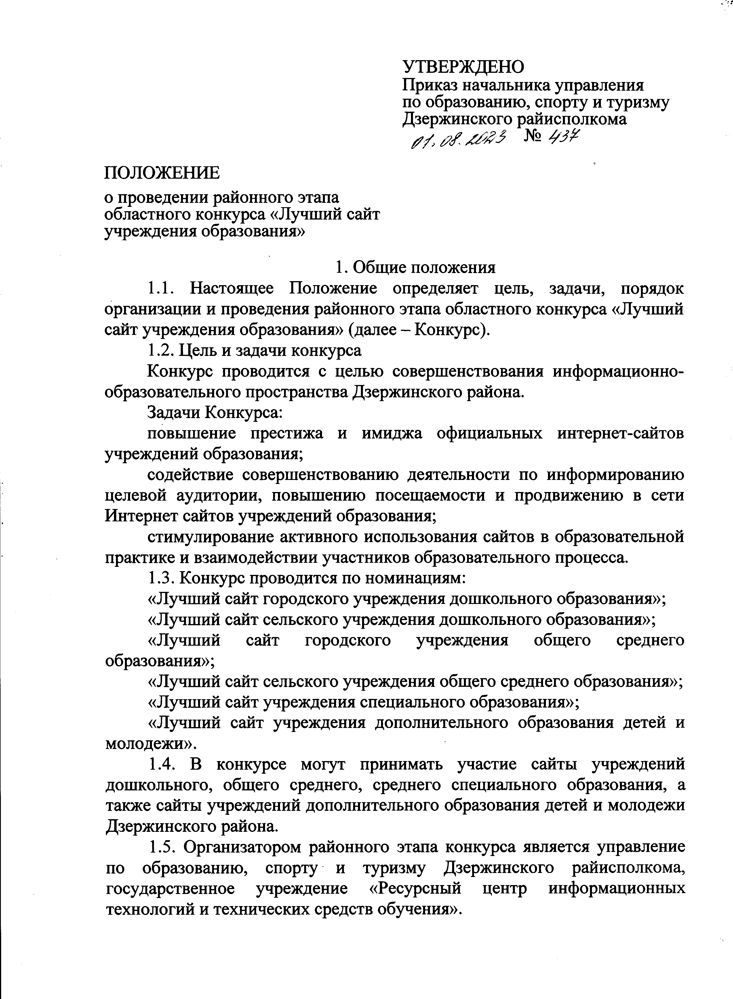 УТВЕРЖДЕНО
Приказ начальника управления
по образованию, спорту и туризму
Дзержинского райисполкома
01.08.2023 № 437
ПОЛОЖЕНИЕ
о проведении районного этапа
областного конкурса «Лучший сайт
учреждения образования»
1. Общие положения
1.1. Настоящее Положение определяет цель, задачи, порядок
организации и проведения районного этапа областного конкурса «Лучший
сайт учреждения образования» (далее – Конкурс).
1.2. Цель и задачи конкурса
Конкурс проводится с целью совершенствования информационно-
образовательного пространства Дзержинского района.
Задачи Конкурса:
повышение престижа и имиджа официальных интернет-сайтов
учреждений образования;
содействие совершенствованию деятельности по информированию
целевой аудитории, повышению посещаемости и продвижению в сети
Интернет сайтов учреждений образования;
стимулирование активного использования сайтов в образовательной
практике и взаимодействии участников образовательного процесса.
1.3. Конкурс проводится по номинациям:
«Лучший сайт городского учреждения дошкольного образования»;
«Лучший сайт сельского учреждения дошкольного образования»;
«Лучший сайт городского учреждения общего среднего
образования»;
«Лучший сайт сельского учреждения общего среднего образования»;
«Лучший сайт учреждения специального образования»;
«Лучший сайт учреждения дополнительного образования детей и
молодежи».
1.4. В конкурсе могут принимать участие сайты учреждений
дошкольного, общего среднего, среднего специального образования, а
также сайты учреждений дополнительного образования детей и молодежи
Дзержинского района.
1.5. Организатором районного этапа конкурса является управление
по образованию, спорту и туризму Дзержинского райисполкома,
государственное учреждение «Ресурсный центр информационных
технологий и технических средств обучения».